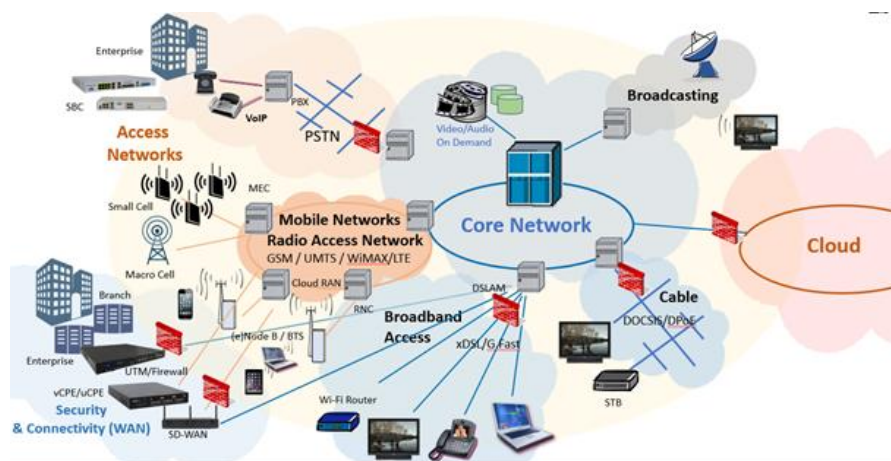 Enterprise
SBC
VoIP
PBX
PSTN
Access
Networks
Video/Audio
On Demand
Broadcasting
Small Cell
MEC
Macro Cell
Mobile Networks
Radio Access Network
GSM / UMTS / WiMAX/LTE
Cloud RAN
RNC
(e)Node B / BTS
Core Network
Cloud
DSLAM
Broadband
Access
xDSL/G.Fast
Cable
DOCSIS/DPoE
STB
Branch
Enterprise
UTM/Firewall
vCPE/uCPE
Security
& Connectivity (WAN)
SD-WAN
Wi-Fi Router